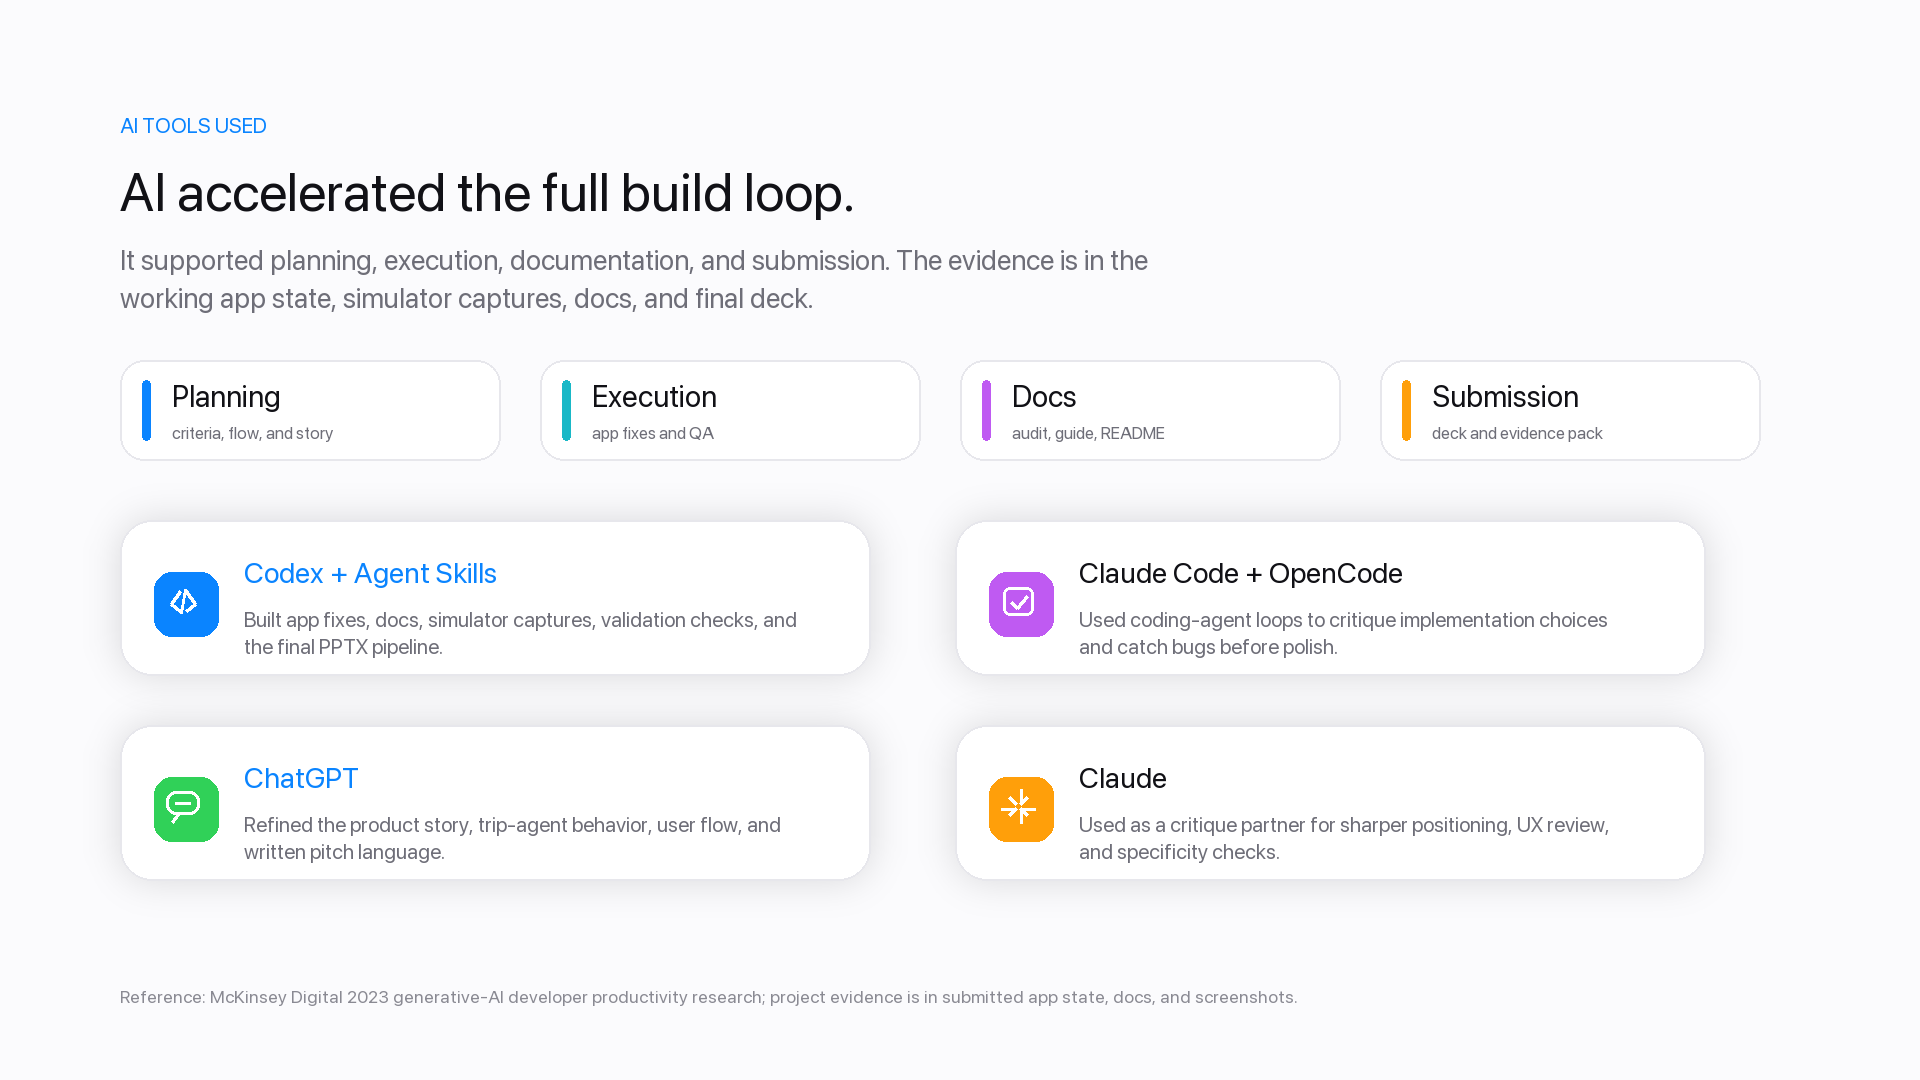 AI TOOLS USED
AI accelerated the full build loop.
It supported planning, execution, documentation, and submission. The evidence is in the
working app state, simulator captures, docs, and final deck.
Planning
criteria, flow, and story
Execution
app fixes and QA
Docs
audit, guide, README
Submission
deck and evidence pack
Codex + Agent Skills
Built app fixes, docs, simulator captures, validation checks, and
the final PPTX pipeline.
Claude Code + OpenCode
Used coding-agent loops to critique implementation choices
and catch bugs before polish.
ChatGPT
Refined the product story, trip-agent behavior, user flow, and
written pitch language.
Claude
Used as a critique partner for sharper positioning, UX review,
and specificity checks.
Reference: McKinsey Digital 2023 generative-AI developer productivity research; project evidence is in submitted app state, docs, and screenshots.